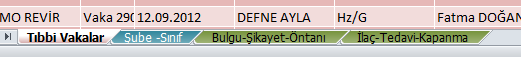 MO REVİR Vaka 290 12.09.2012 DEFNE AYLA Hz/G Fatma DOĞAN
Tıbbi Vakalar Şube -Sınıf Bulgu-Şikayet-Öntanı İlaç-Tedavi-Kapanma